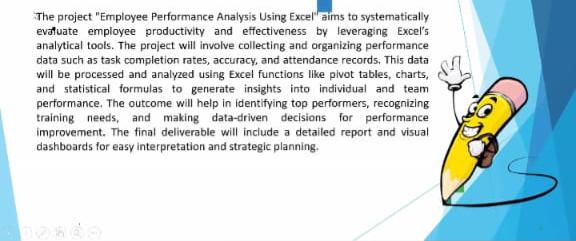 The project "Employee Performance Analysis Using Excel" aims to systematically
evaluate employee productivity and effectiveness by leveraging Excel's
analytical tools. The project will involve collecting and organizing performance
data such as task completion rates, accuracy, and attendance records. This data
will be processed and analyzed using Excel functions like pivot tables, charts,
and statistical formulas to generate insights into individual and team
performance. The outcome will help in identifying top performers, recognizing
training needs, and making data-driven decisions for performance
improvement. The final deliverable will include a detailed report and visual
dashboards for easy interpretation and strategic planning.